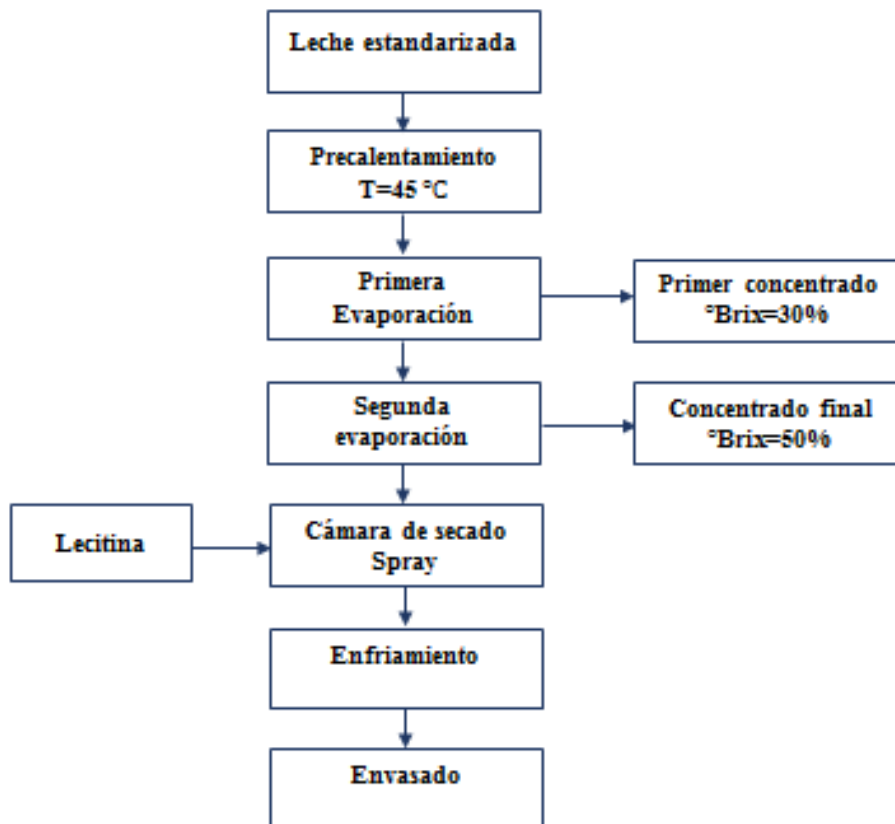 Leche estandarizada
Precalentamiento
T=45 °C
Primera
Evaporación
Primer concentrado
°Brix=30%
Segunda
evaporación
Concentrado final
°Brix=50%
Lecitina
Cámara de secado
Spray
Enfriamiento
Envasado